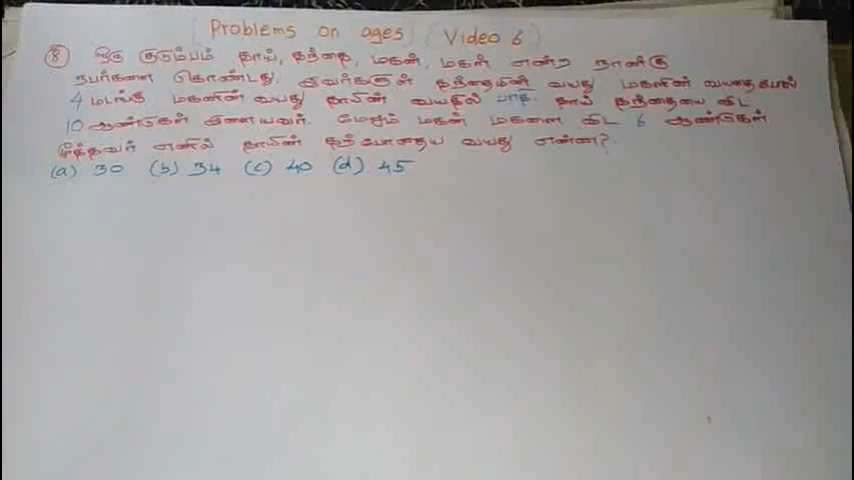 (Problems on ages) (Video 6)
⑧ ஒரு குடும்பம் தாய், தந்தை, மகன், மகள் என்ற நான்கு
நபர்களை கொண்டது. இவர்களுள் தந்தையின் வயது மகளின் வயதைபோல்
4 மடங்கு மகனின் வயது தாயின் வயதில் பாதி. தாய் தந்தையை விட
10 ஆண்டுகள் இளையவர். மேலும் மகன் மகளை விட 6 ஆண்டுகள்
மூத்தவர் எனில் தாயின் தற்போதைய வயது என்ன?
(a) 30 (b) 34 (c) 40 (d) 45